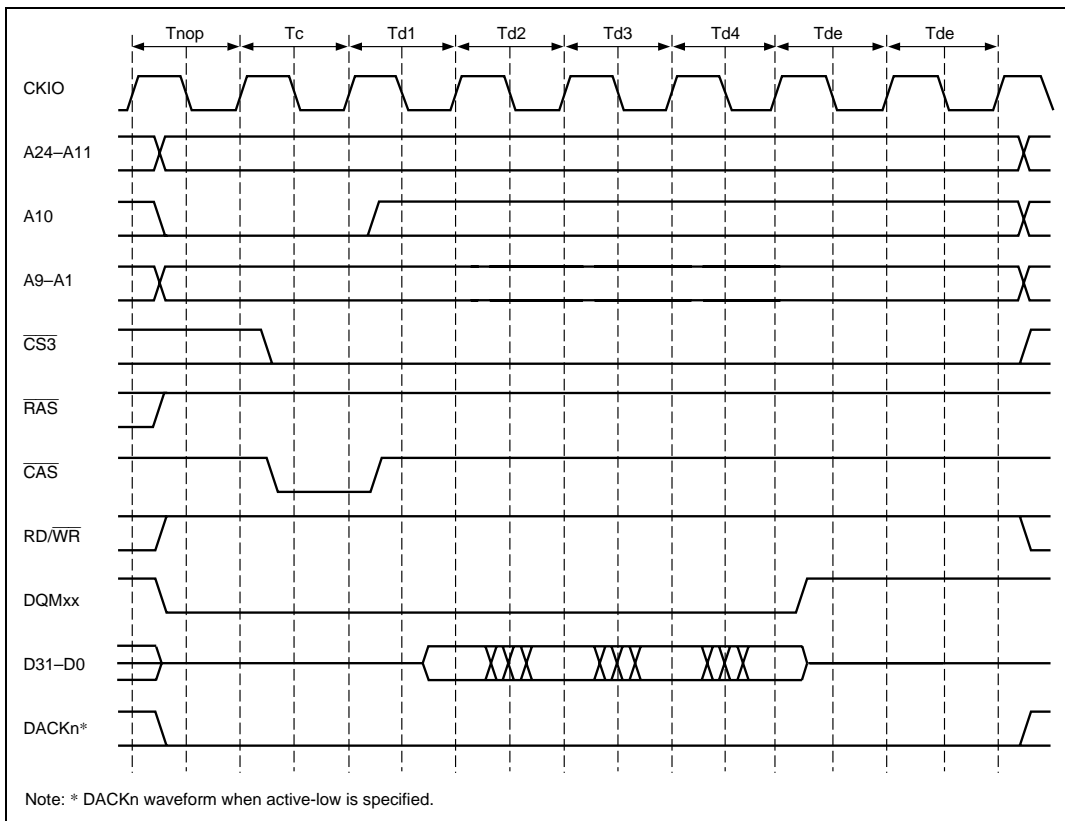 Tnop Tc Td1 Td2 Td3 Td4 Tde Tde
CKIO
A24–A11
A10
A9–A1
CS3
RAS
CAS
RD/WR
DQMxx
D31–D0
DACKn*
Note: * DACKn waveform when active-low is specified.